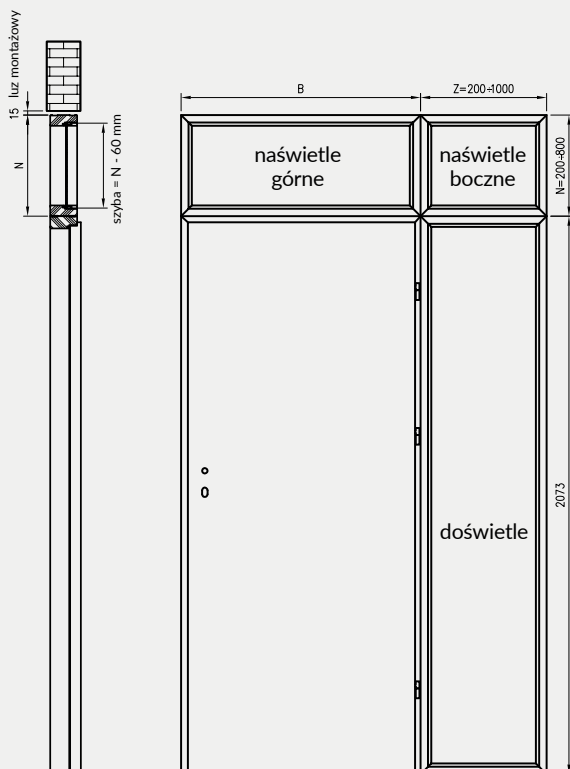 15 luz montażowy
N
szyba = N - 60 mm
B
Z=200÷1000
naświetle
górne
naświetle
boczne
N=200÷800
doświetle
2073